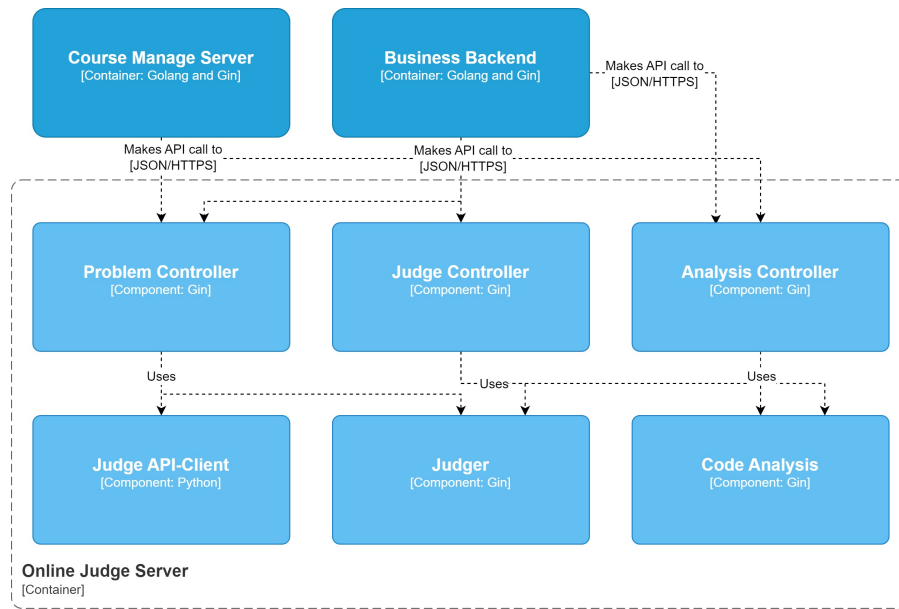 Course Manage Server
[Container: Golang and Gin]
Business Backend
[Container: Golang and Gin]
Makes API call to
[JSON/HTTPS]
Makes API call to
[JSON/HTTPS]
Makes API call to
[JSON/HTTPS]
Problem Controller
[Component: Gin]
Judge Controller
[Component: Gin]
Analysis Controller
[Component: Gin]
Uses
Uses
Uses
Judge API-Client
[Component: Python]
Judger
[Component: Gin]
Code Analysis
[Component: Gin]
Online Judge Server
[Container]